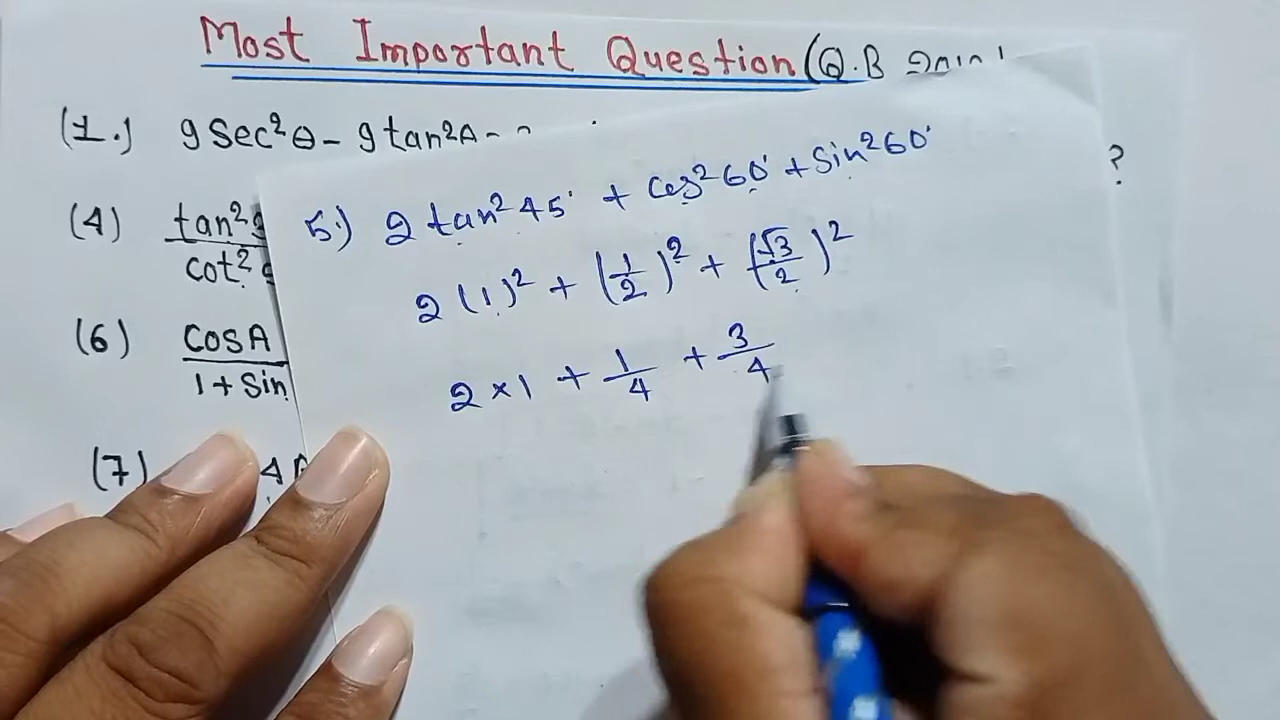 Most Important Question (Q.B
(1.) 9 Sec²θ - 9 tan²A - ?
(4) tan²
cot²
(6) CosA
1 + Sin
(7) 4
5.) 2 tan² 45° + Cos² 60° + Sin² 60°
2 (1)² + (1/2)² + (√3/2)²
2 × 1 + 1/4 + 3/4